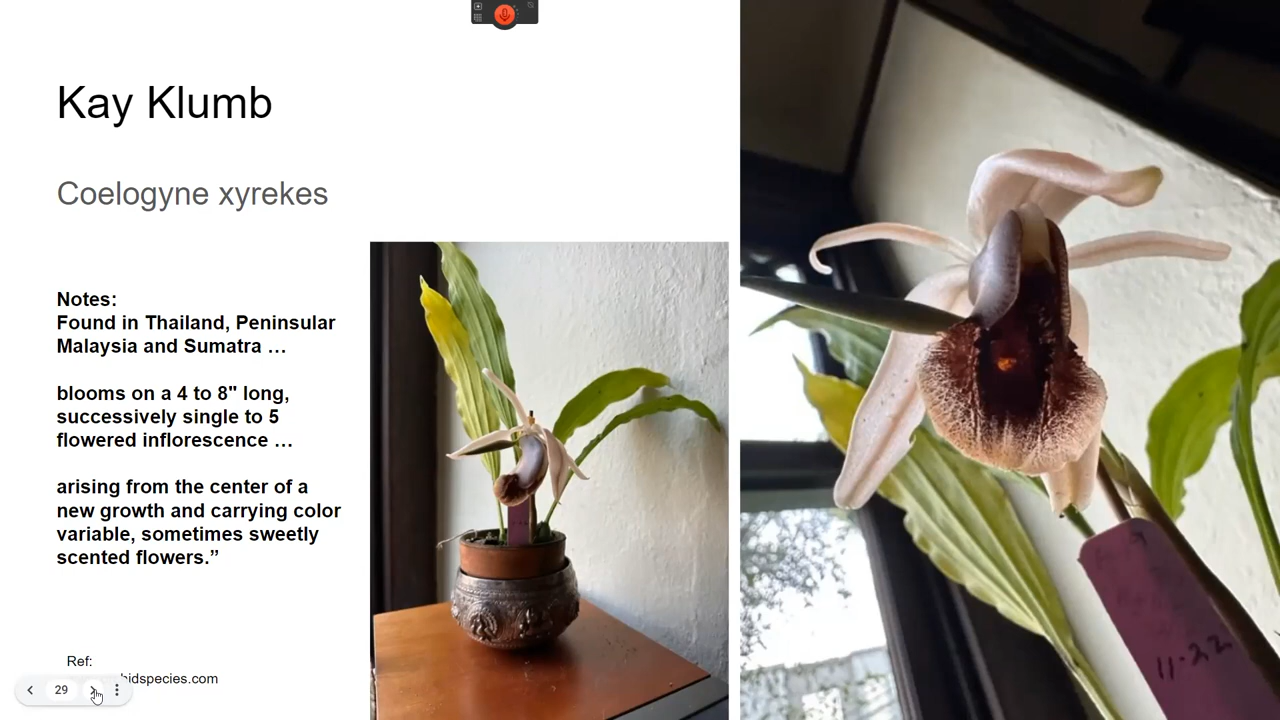 Kay Klumb
Coelogyne xyrekes
Notes:
Found in Thailand, Peninsular
Malaysia and Sumatra …
blooms on a 4 to 8" long,
successively single to 5
flowered inflorescence …
arising from the center of a
new growth and carrying color
variable, sometimes sweetly
scented flowers.”
Ref:
hidspecies.com
29
11-22